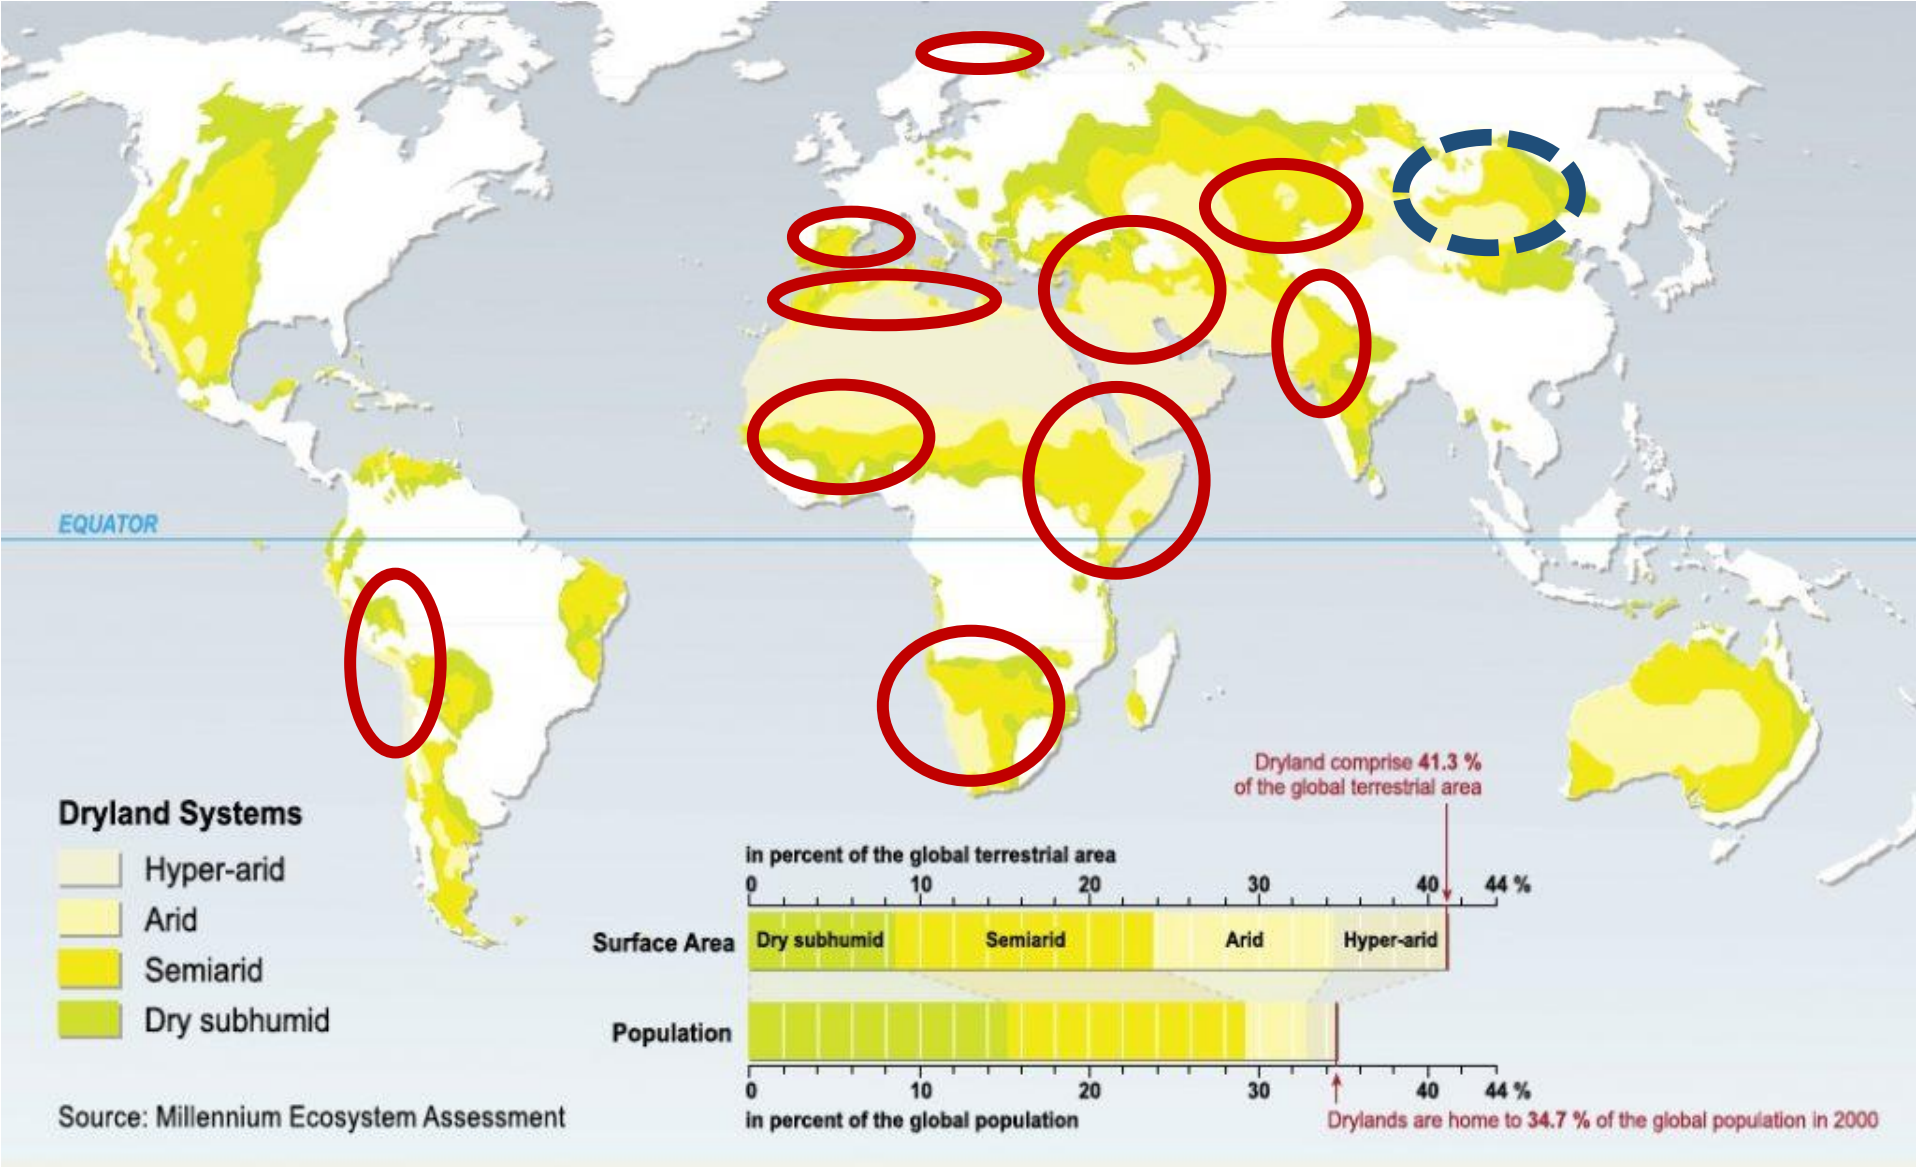 EQUATOR
Dryland comprise 41.3 %
of the global terrestrial area
Dryland Systems
Hyper-arid
Arid
Semiarid
Dry subhumid
Source: Millennium Ecosystem Assessment
in percent of the global terrestrial area
0 10 20 30 40 44 %
Surface Area Dry subhumid Semiarid Arid Hyper-arid
Population
0 10 20 30 40 44 %
in percent of the global population
Drylands are home to 34.7 % of the global population in 2000